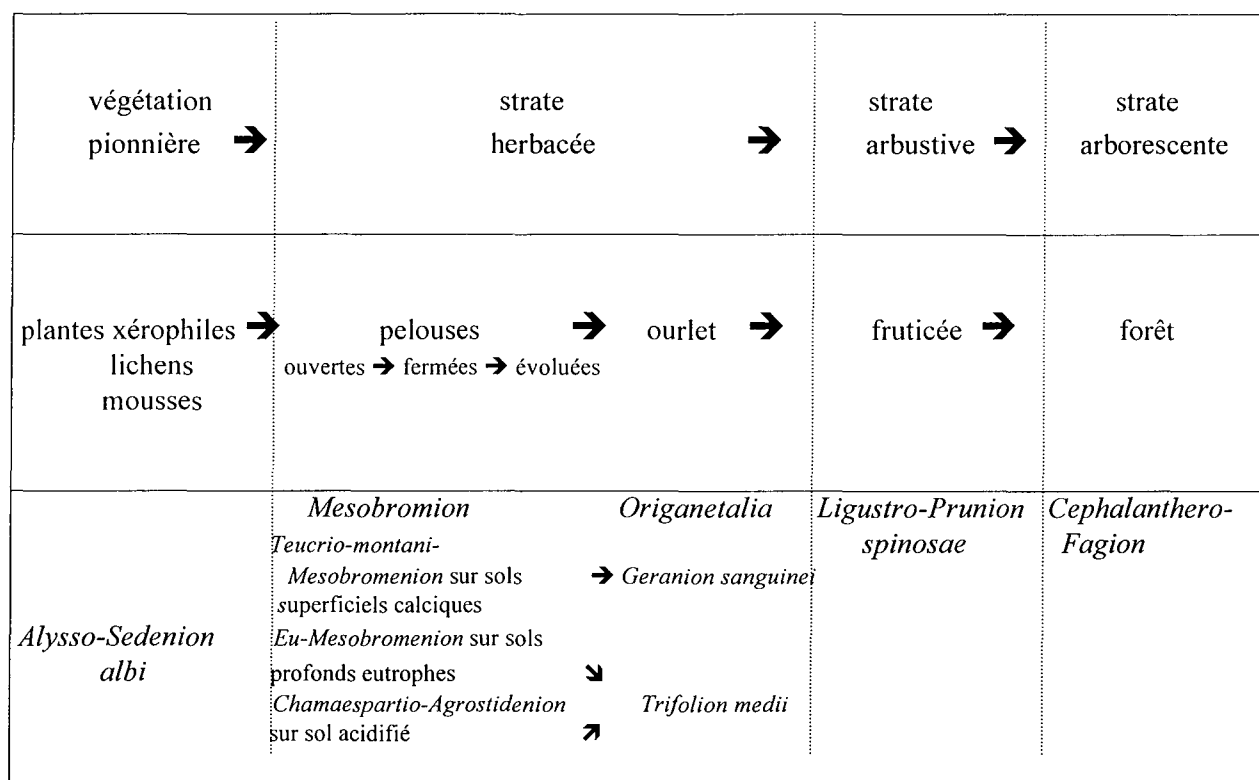 végétation
pionnière ➔
strate
herbacée ➔
strate
arbustive ➔
strate
arborescente
plantes xérophiles ➔
lichens
mousses
pelouses ➔ ourlet ➔
ouvertes ➔ fermées ➔ évoluées
fruticée ➔
forêt
Alysso-Sedenion
albi
Mesobromion
Teucrio-montani-
Mesobromenion sur sols ➔
superficiels calciques
Eu-Mesobromenion sur sols
profonds eutrophes ➘
Chamaespartio-Agrostidenion
sur sol acidifié ➚
Origanetalia
Geranion sanguinei
Trifolion medii
Ligustro-Prunion
spinosae
Cephalanthero-
Fagion